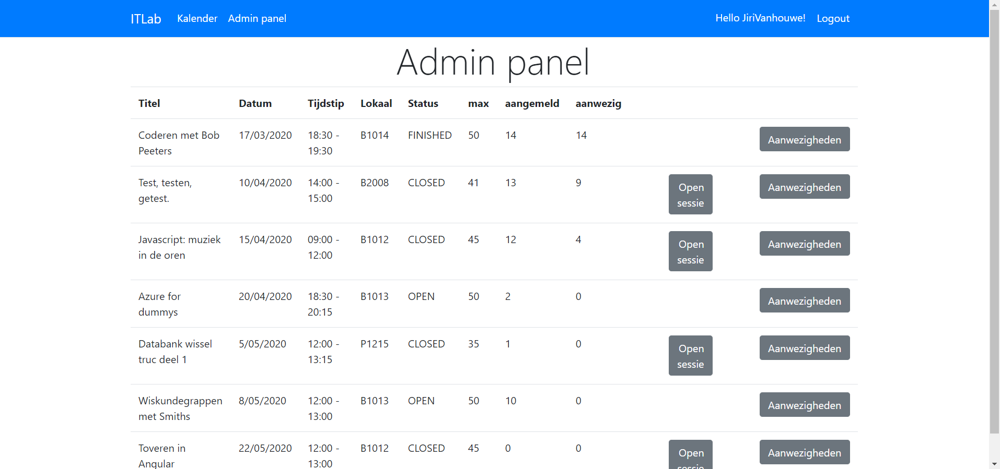 ITLab Kalender Admin panel Hello JiriVanhouwe! Logout
Admin panel
Titel Datum Tijdstip Lokaal Status max aangemeld aanwezig
Coderen met Bob 17/03/2020 18:30 - B1014 FINISHED 50 14 14 Aanwezigheden
Peeters 19:30
Test, testen, 10/04/2020 14:00 - B2008 CLOSED 41 13 9 Open Aanwezigheden
getest. 15:00 sessie
Javascript: muziek 15/04/2020 09:00 - B1012 CLOSED 45 12 4 Open Aanwezigheden
in de oren 12:00 sessie
Azure for 20/04/2020 18:30 - B1013 OPEN 50 2 0 Aanwezigheden
dummys 20:15
Databank wissel 5/05/2020 12:00 - P1215 CLOSED 35 1 0 Open Aanwezigheden
truc deel 1 13:15 sessie
Wiskundegrappen 8/05/2020 12:00 - B1013 OPEN 50 10 0 Aanwezigheden
met Smiths 13:00
Toveren in 22/05/2020 12:00 - B1012 CLOSED 45 0 0 Open Aanwezigheden
Angular 13:00 sessie